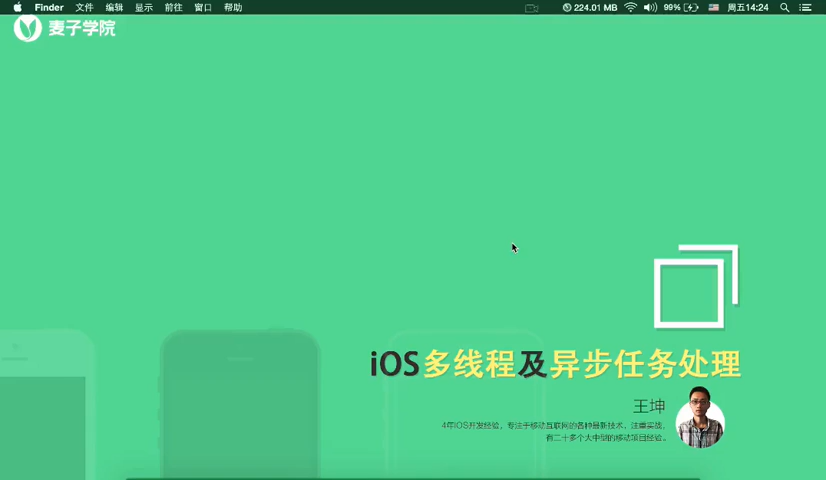 Finder 文件 编辑 显示 前往 窗口 帮助 224.01 MB 99% 周五14:24
麦子学院
iOS多线程及异步任务处理
王坤
4年iOS开发经验，专注于移动互联网的各种最新技术，注重实战，
有二十多个大中型的移动项目经验。